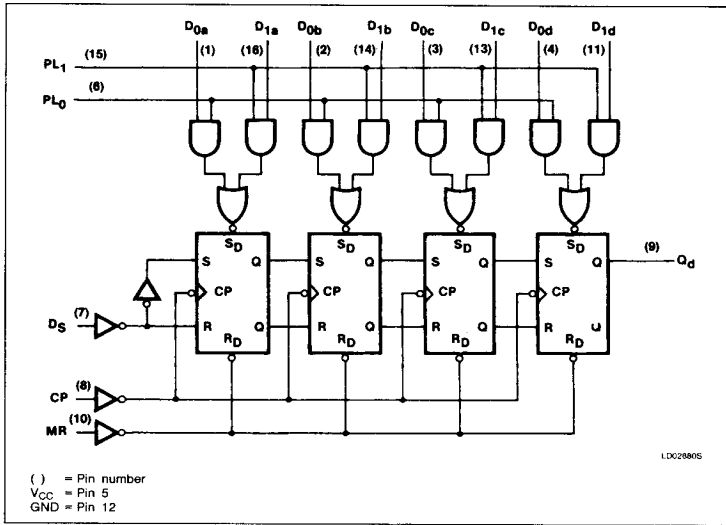 D0a D1a D0b D1b D0c D1c D0d D1d
(1) (16) (2) (14) (3) (13) (4) (11)
PL1 (15)
PL0 (6)
SD SD SD SD
S Q S Q S Q S Q (9) Qd
CP CP CP CP
DS (7) R Q R Q R Q R Q
RD RD RD RD
CP (8)
MR (10)
LD02880S
( ) = Pin number
VCC = Pin 5
GND = Pin 12